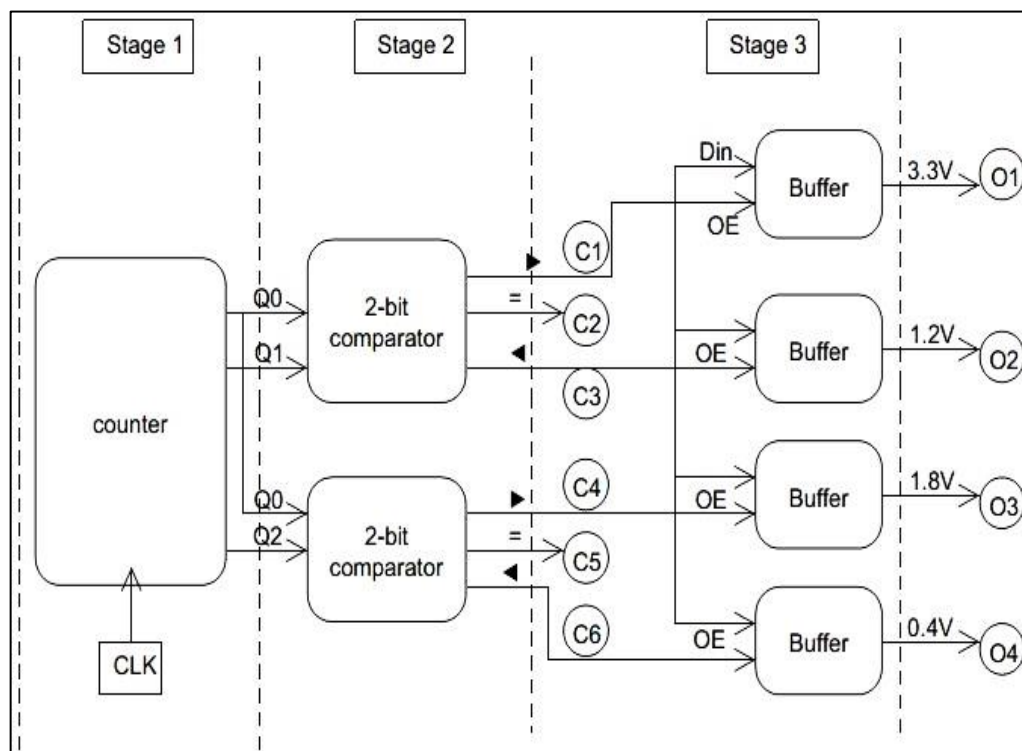 Stage 1
Stage 2
Stage 3
Din
Buffer
3.3V
O1
OE
C1
Q0
2-bit
comparator
=
C2
Buffer
1.2V
O2
Q1
OE
C3
counter
C4
Buffer
1.8V
O3
Q0
2-bit
comparator
OE
=
C5
Q2
C6
Buffer
0.4V
O4
OE
CLK